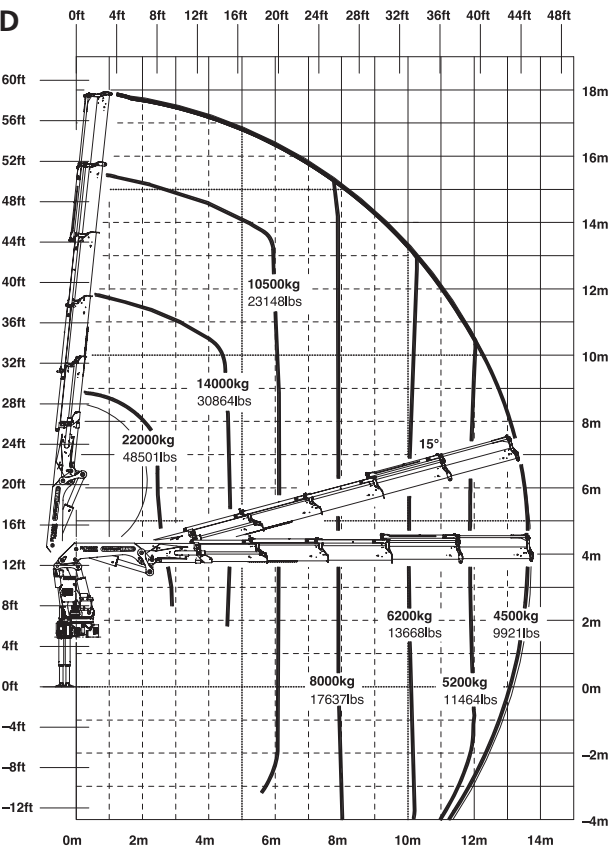 D
0ft 4ft 8ft 16ft 20ft 24ft 28ft 32ft 36ft 40ft 44ft 48ft
60ft
18m
56ft
16m
52ft
48ft
14m
44ft
10500kg
23148lbs
40ft
12m
36ft
32ft
10m
14000kg
30864lbs
28ft
8m
22000kg
48501lbs
15°
24ft
20ft
6m
16ft
12ft
4m
8ft
6200kg
13668lbs
4500kg
9921lbs
2m
4ft
0ft
8000kg
17637lbs
5200kg
11464lbs
0m
–4ft
–2m
–8ft
–12ft
–4m
0m 2m 4m 6m 8m 10m 12m 14m